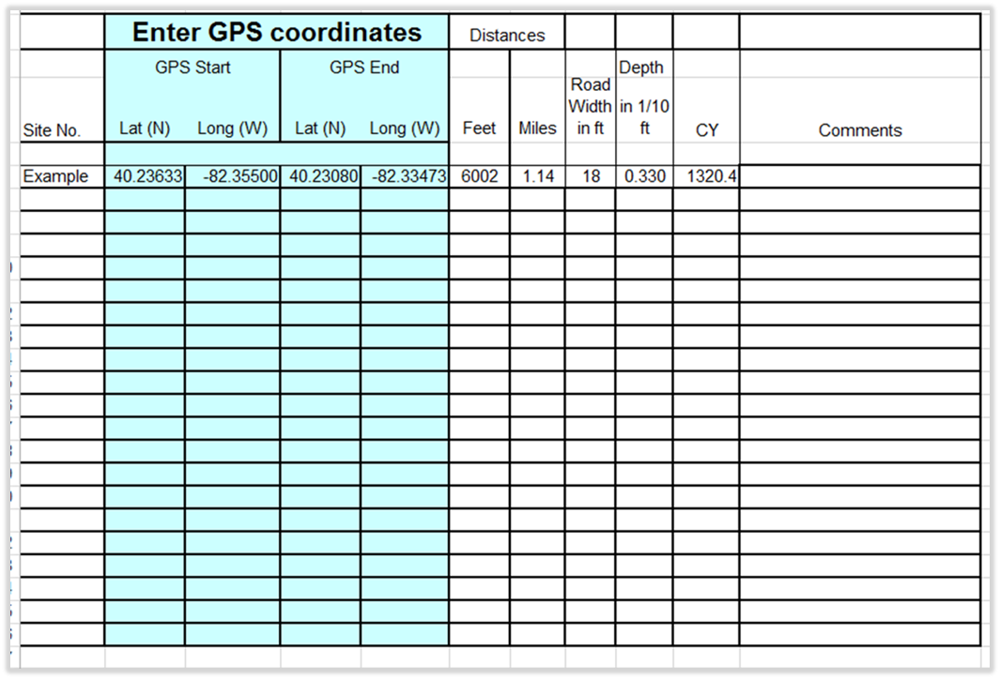 Enter GPS coordinates Distances
GPS Start GPS End Depth
Road
Width in 1/10
Site No. Lat (N) Long (W) Lat (N) Long (W) Feet Miles in ft ft CY Comments
Example 40.23633 -82.35500 40.23080 -82.33473 6002 1.14 18 0.330 1320.4